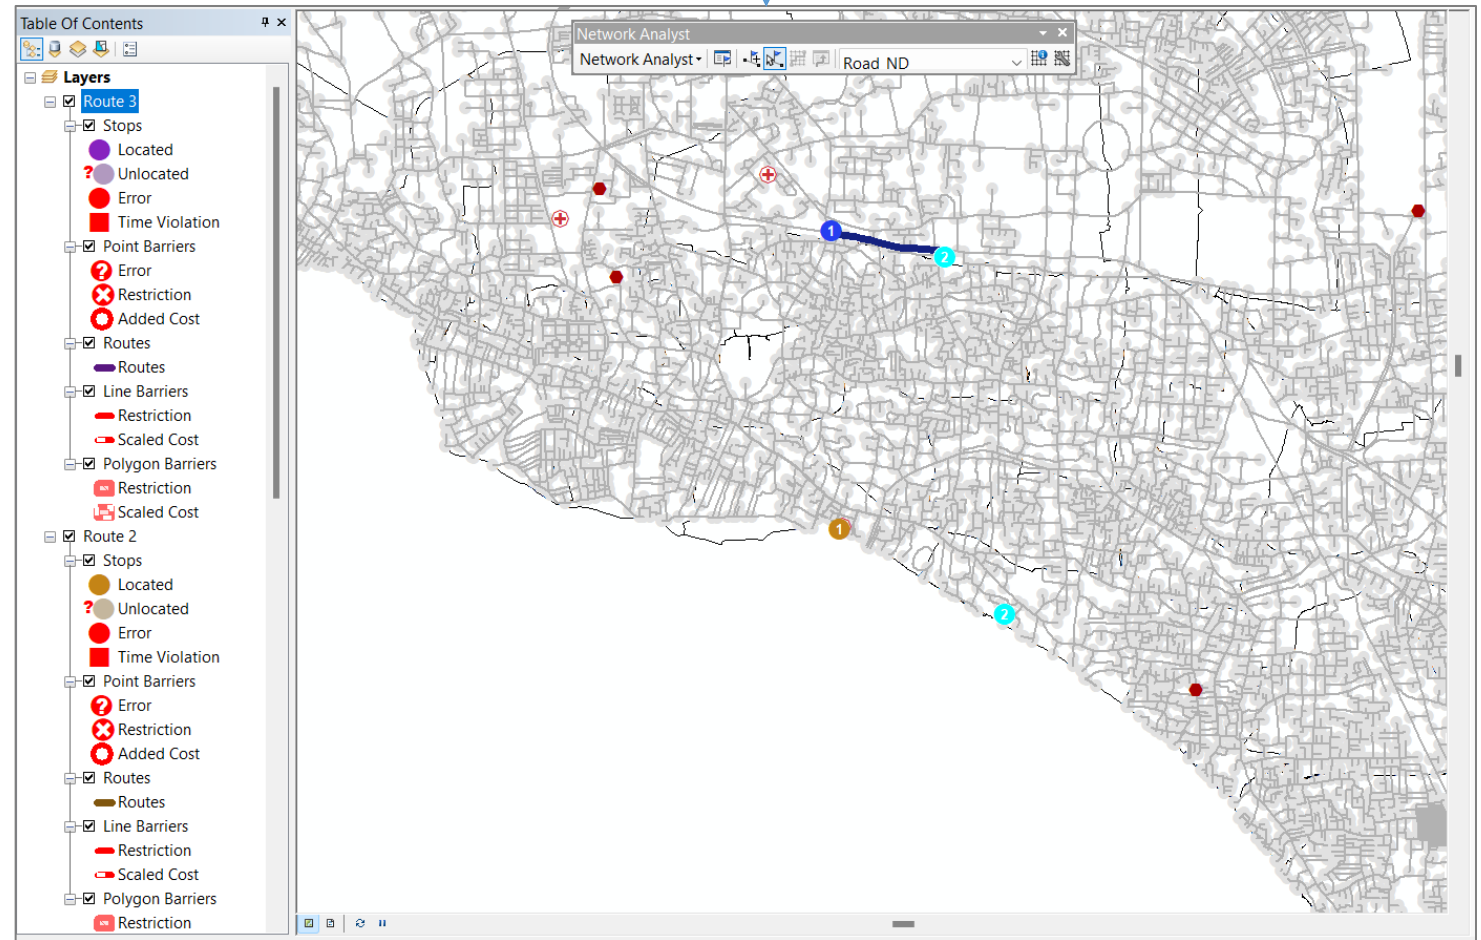 Table Of Contents
Layers
Route 3
Stops
Located
? Unlocated
Error
Time Violation
Point Barriers
? Error
Restriction
Added Cost
Routes
Routes
Line Barriers
Restriction
Scaled Cost
Polygon Barriers
Restriction
Scaled Cost
Route 2
Stops
Located
? Unlocated
Error
Time Violation
Point Barriers
? Error
Restriction
Added Cost
Routes
Routes
Line Barriers
Restriction
Scaled Cost
Polygon Barriers
Restriction
Network Analyst
Network Analyst
Road_ND
1
2
1
2